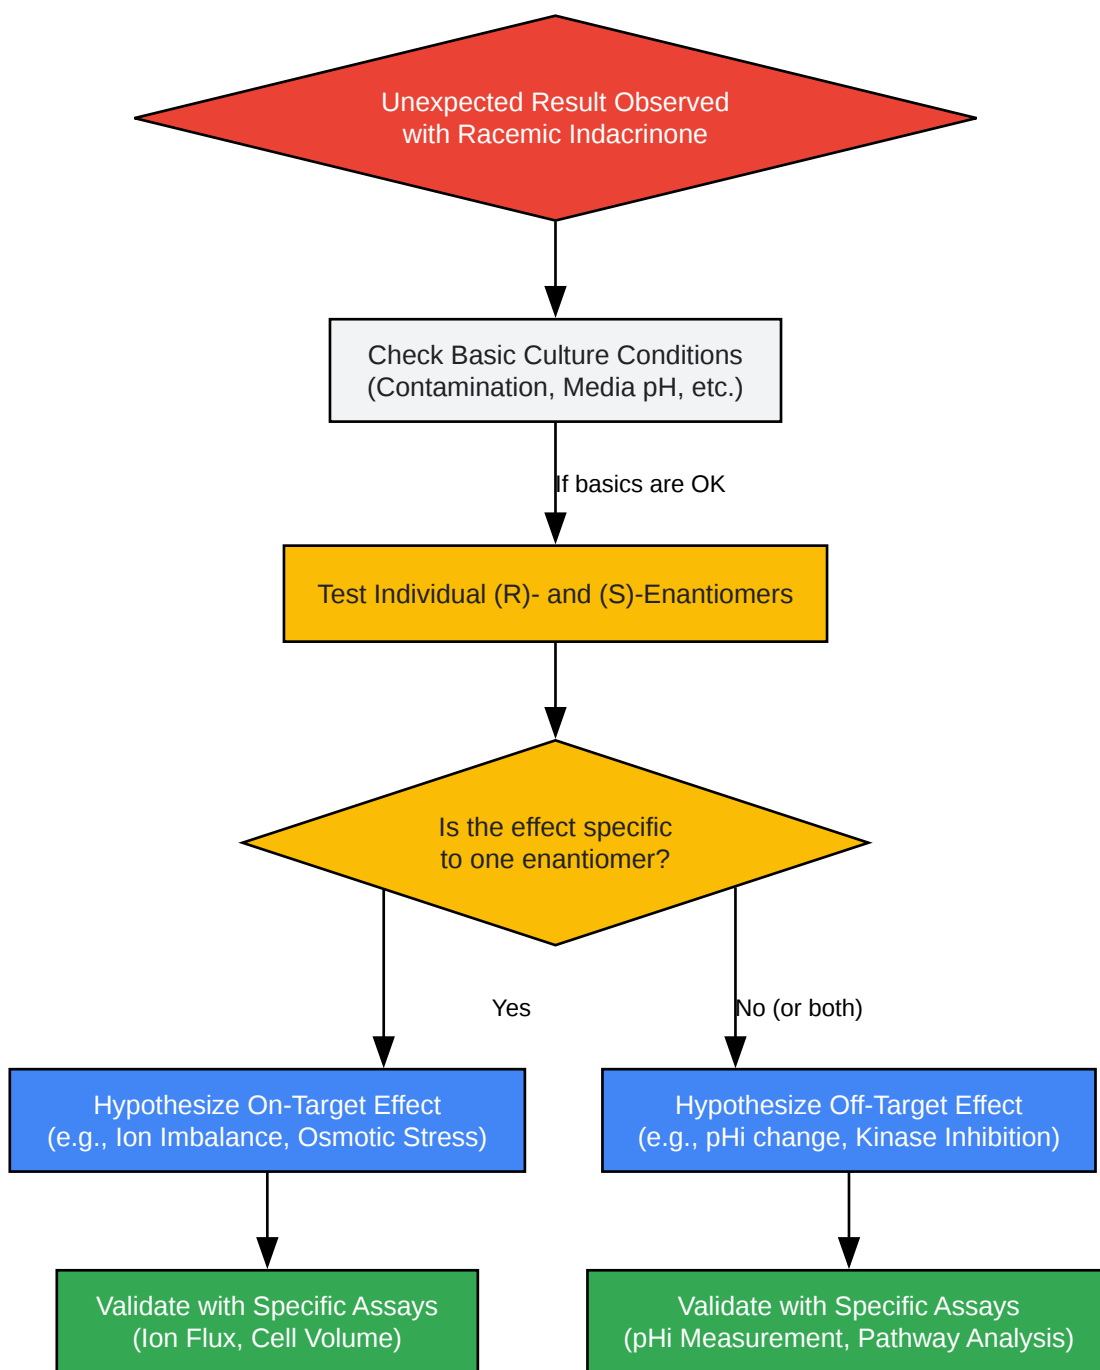 Unexpected Result Observed
with Racemic Indacrinone
Check Basic Culture Conditions
(Contamination, Media pH, etc.)
If basics are OK
Test Individual (R)- and (S)-Enantiomers
Is the effect specific
to one enantiomer?
Yes
No (or both)
Hypothesize On-Target Effect
(e.g., Ion Imbalance, Osmotic Stress)
Hypothesize Off-Target Effect
(e.g., pHi change, Kinase Inhibition)
Validate with Specific Assays
(Ion Flux, Cell Volume)
Validate with Specific Assays
(pHi Measurement, Pathway Analysis)